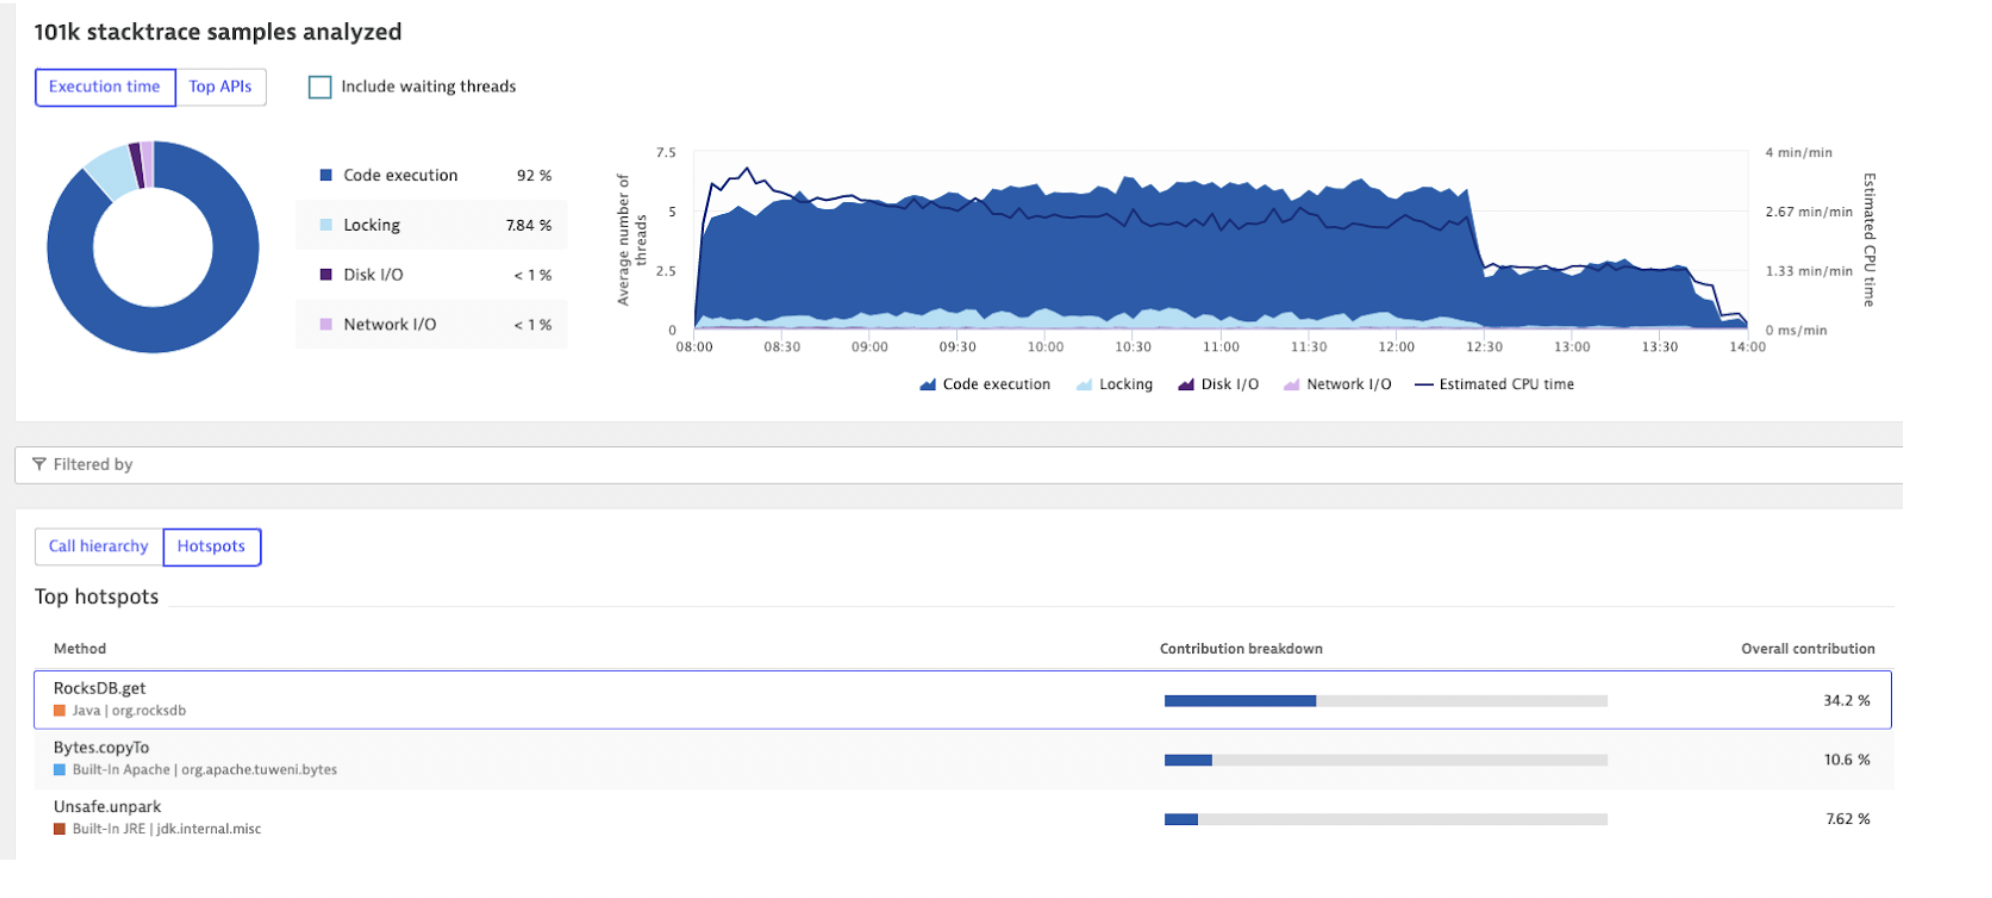 101k stacktrace samples analyzed
Execution time Top APIs Include waiting threads
Code execution 92 %
Locking 7.84 %
Disk I/O < 1 %
Network I/O < 1 %
Average number of threads
7.5
5
2.5
0
4 min/min
2.67 min/min
1.33 min/min
0 ms/min
Estimated CPU time
08:00 08:30 09:00 09:30 10:00 10:30 11:00 11:30 12:00 12:30 13:00 13:30 14:00
Code execution Locking Disk I/O Network I/O Estimated CPU time
Filtered by
Call hierarchy Hotspots
Top hotspots
Method Contribution breakdown Overall contribution
RocksDB.get
Java | org.rocksdb
34.2 %
Bytes.copyTo
Built-In Apache | org.apache.tuweni.bytes
10.6 %
Unsafe.unpark
Built-In JRE | jdk.internal.misc
7.62 %